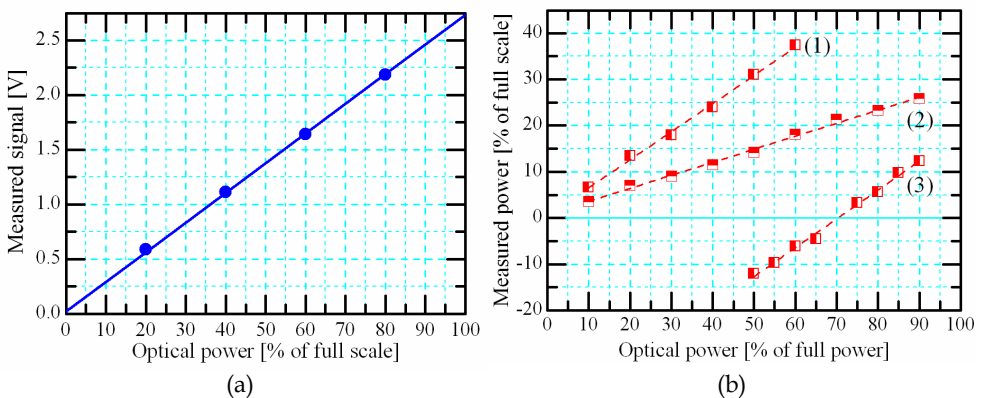 2.5
2.0
1.5
1.0
0.5
0.0
0 10 20 30 40 50 60 70 80 90 100
Measured signal [V]
Optical power [% of full scale]
(a)
40
30
20
10
0
-10
-20
10 20 30 40 50 60 70 80 90 100
Measured power [% of full scale]
Optical power [% of full power]
(1)
(2)
(3)
(b)